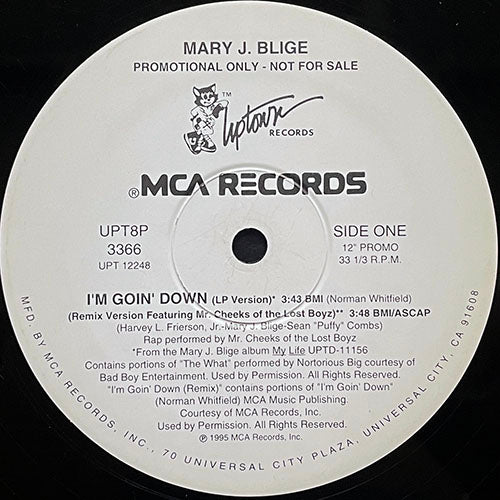 MARY J. BLIGE
PROMOTIONAL ONLY - NOT FOR SALE
TM
Uptown
RECORDS
®MCA RECORDS
UPT8P
3366
UPT 12248
SIDE ONE
12" PROMO
33 1/3 R.P.M.
I'M GOIN' DOWN (LP Version)* 3:43 BMI (Norman Whitfield)
(Remix Version Featuring Mr. Cheeks of the Lost Boyz)** 3:48 BMI/ASCAP
(Harvey L. Frierson, Jr.-Mary J. Blige-Sean "Puffy" Combs)
Rap performed by Mr. Cheeks of the Lost Boyz
*From the Mary J. Blige album My Life UPTD-11156
Contains portions of "The What" performed by Nortorious Big courtesy of
Bad Boy Entertainment. Used by Permission. All Rights Reserved.
"I'm Goin' Down (Remix)" contains portions of "I'm Goin' Down"
(Norman Whitfield) MCA Music Publishing.
Courtesy of MCA Records, Inc.
Used by Permission. All Rights Reserved.
℗ 1995 MCA Records, Inc.
MFD. BY MCA RECORDS, INC., 70 UNIVERSAL CITY PLAZA, UNIVERSAL CITY, CA 91608